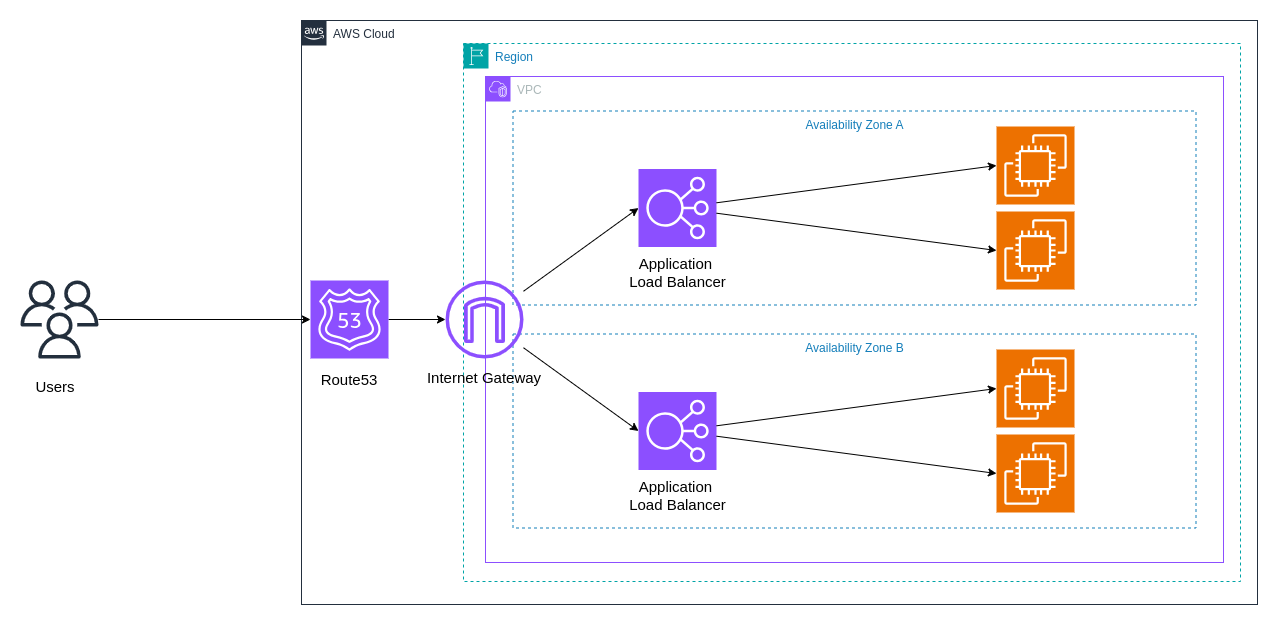 aws
AWS Cloud
Region
VPC
Availability Zone A
Application
Load Balancer
53
Users
Route53
Internet Gateway
Availability Zone B
Application
Load Balancer